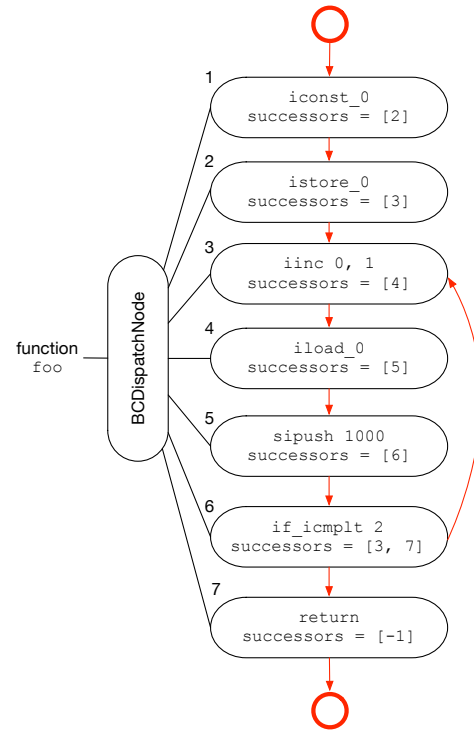 1
iconst_0
successors = [2]
2
istore_0
successors = [3]
3
iinc 0, 1
successors = [4]
4
iload_0
successors = [5]
function
foo
BCDispatchNode
5
sipush 1000
successors = [6]
6
if_icmplt 2
successors = [3, 7]
7
return
successors = [-1]